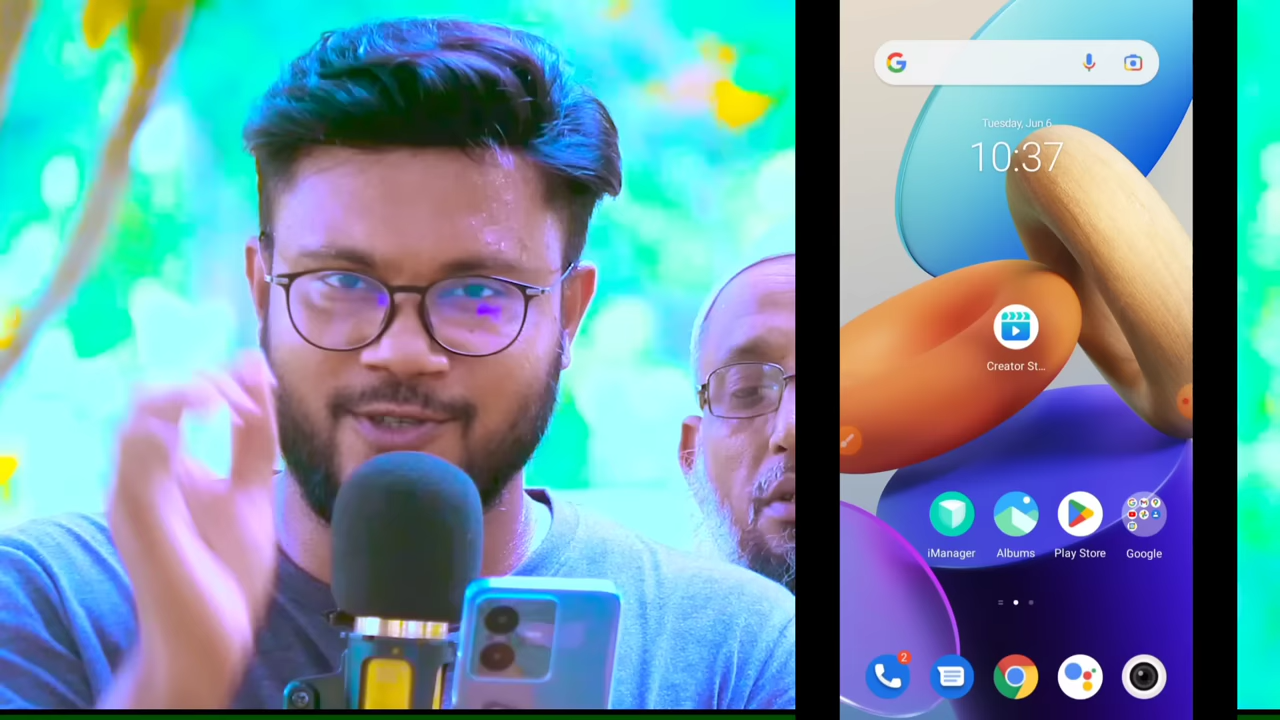 Tuesday, Jun 6
10:37
Creator St...
iManager
Albums
Play Store
Google
2